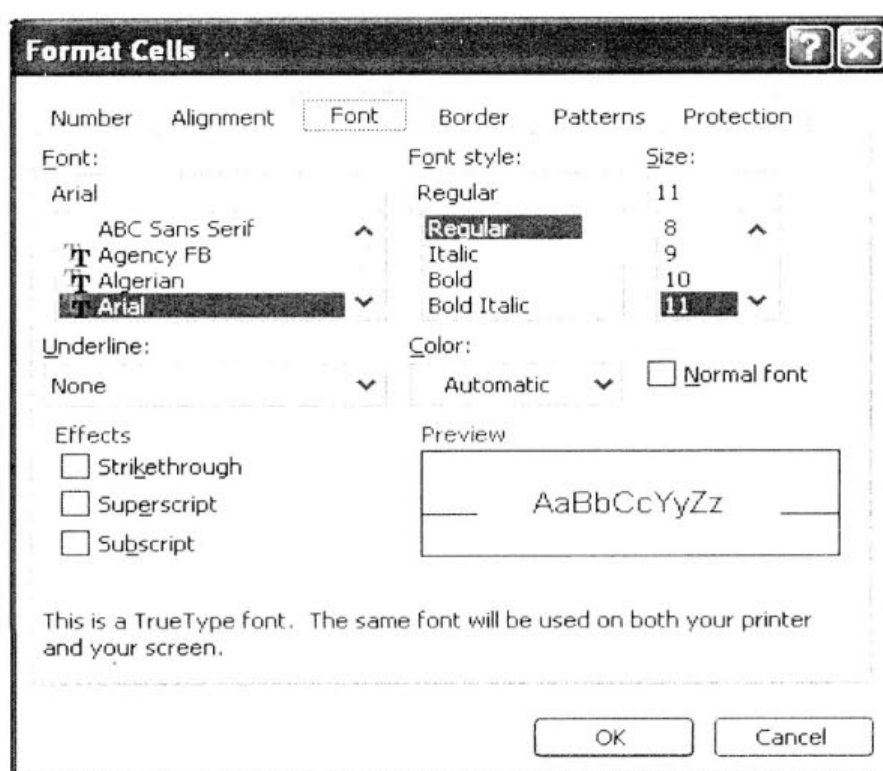 Format Cells
Number Alignment Font Border Patterns Protection
Font: Font style: Size:
Arial Regular 11
ABC Sans Serif Regular 8
Agency FB Italic 9
Algerian Bold 10
Arial Bold Italic 11
Underline: Color:
None Automatic Normal font
Effects Preview
Strikethrough
Superscript AaBbCcYyZz
Subscript
This is a TrueType font. The same font will be used on both your printer
and your screen.
OK Cancel